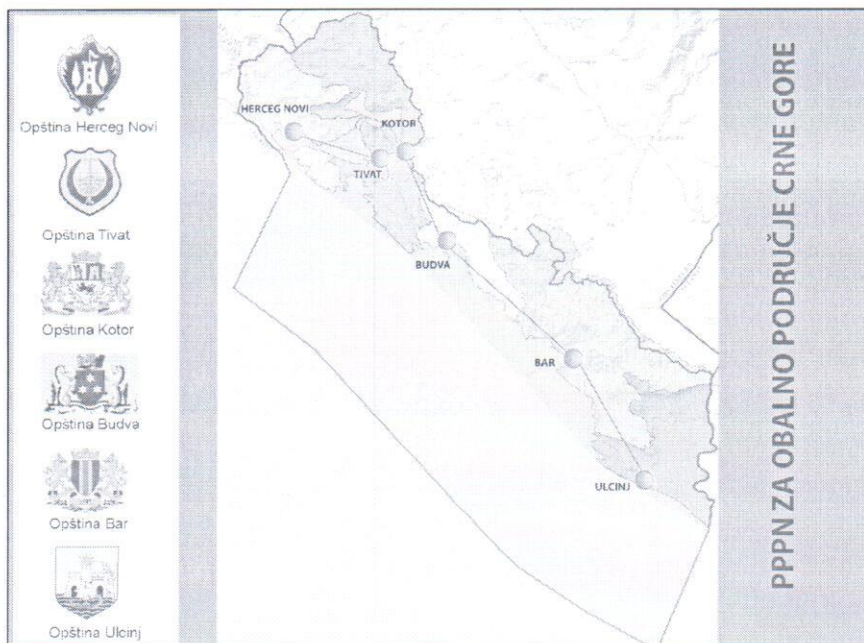 Opština Herceg Novi
Opština Tivat
Opština Kotor
Opština Budva
Opština Bar
Opština Ulcinj
HERCEG NOVI
KOTOR
TIVAT
BUDVA
BAR
ULCINJ
PPPN ZA OBALNO PODRUČJE CRNE GORE